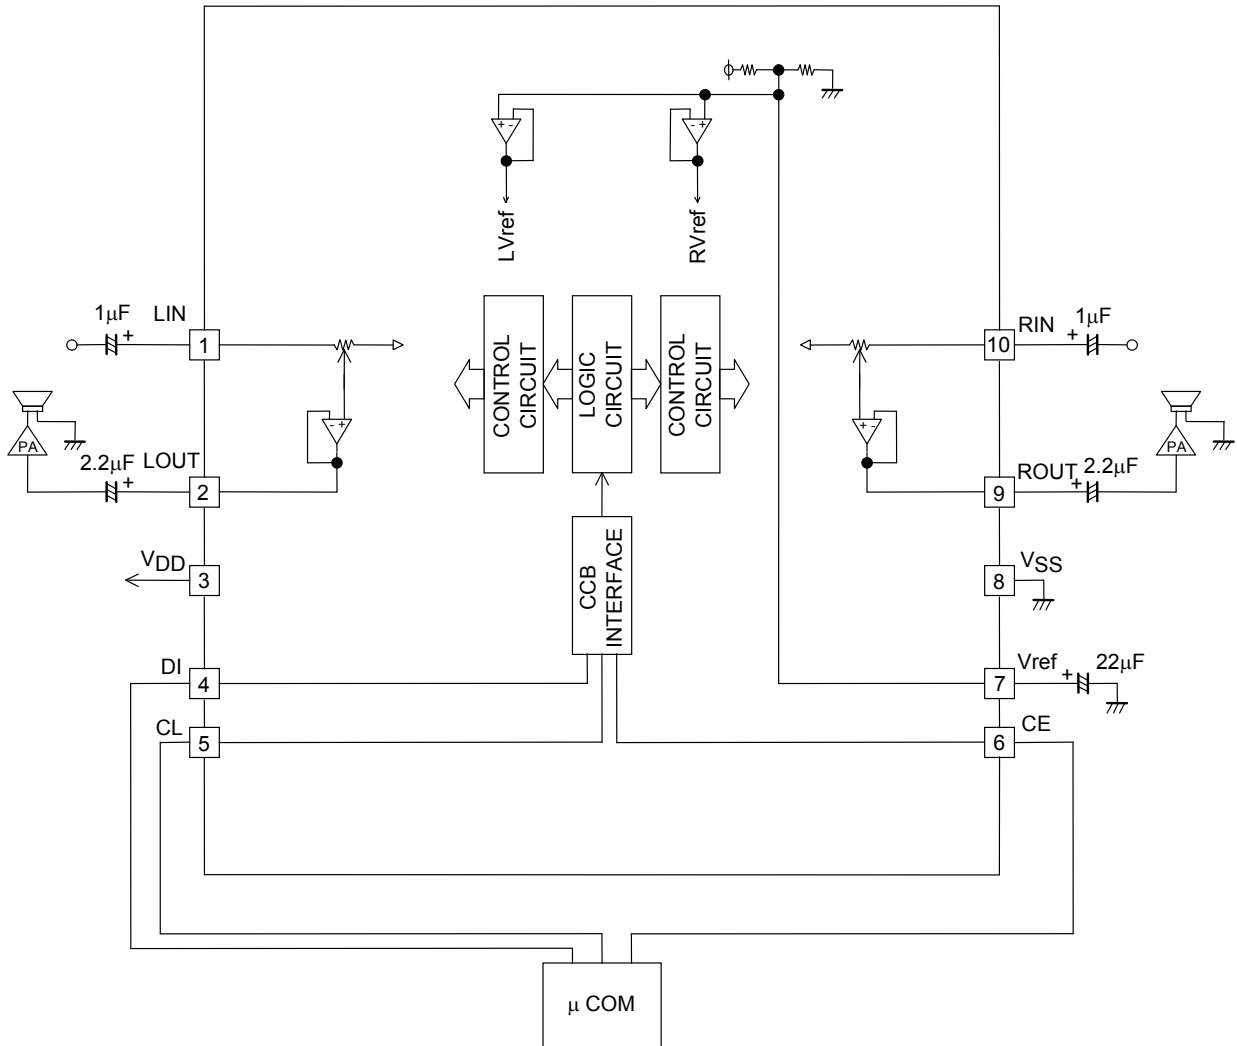 + -
- +
LVref
RVref
1µF
+
LIN
1
CONTROL
CIRCUIT
LOGIC
CIRCUIT
CONTROL
CIRCUIT
10
RIN
+
1µF
PA
- +
+ -
PA
2.2µF
+
LOUT
2
9
ROUT
+
2.2µF
VDD
3
CCB
INTERFACE
8
VSS
DI
4
7
Vref
+
22µF
CL
5
6
CE
µ COM